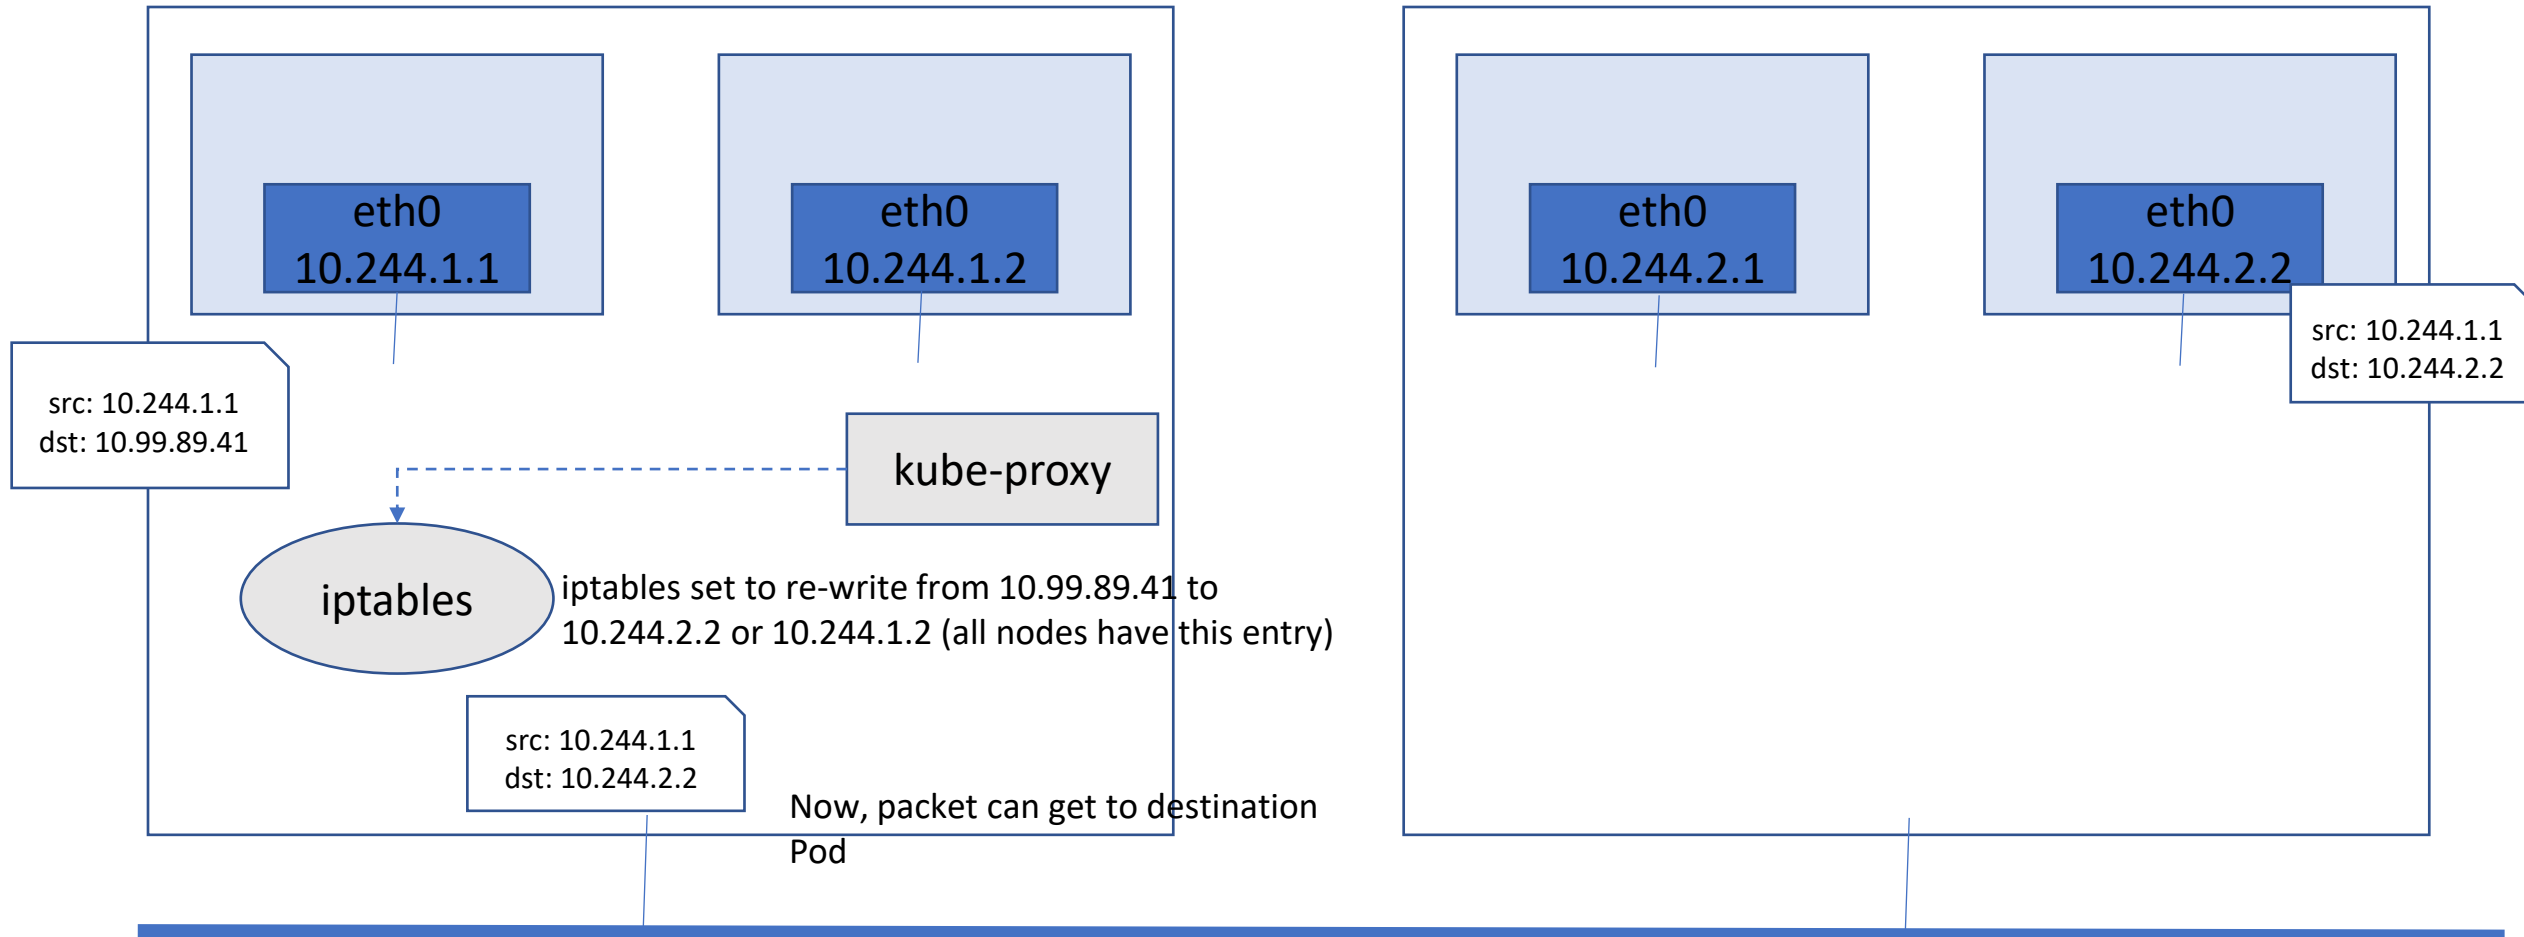 eth0
10.244.1.1
eth0
10.244.1.2
eth0
10.244.2.1
eth0
10.244.2.2
src: 10.244.1.1
dst: 10.244.2.2
src: 10.244.1.1
dst: 10.99.89.41
kube-proxy
iptables
iptables set to re-write from 10.99.89.41 to
10.244.2.2 or 10.244.1.2 (all nodes have this entry)
src: 10.244.1.1
dst: 10.244.2.2
Now, packet can get to destination
Pod